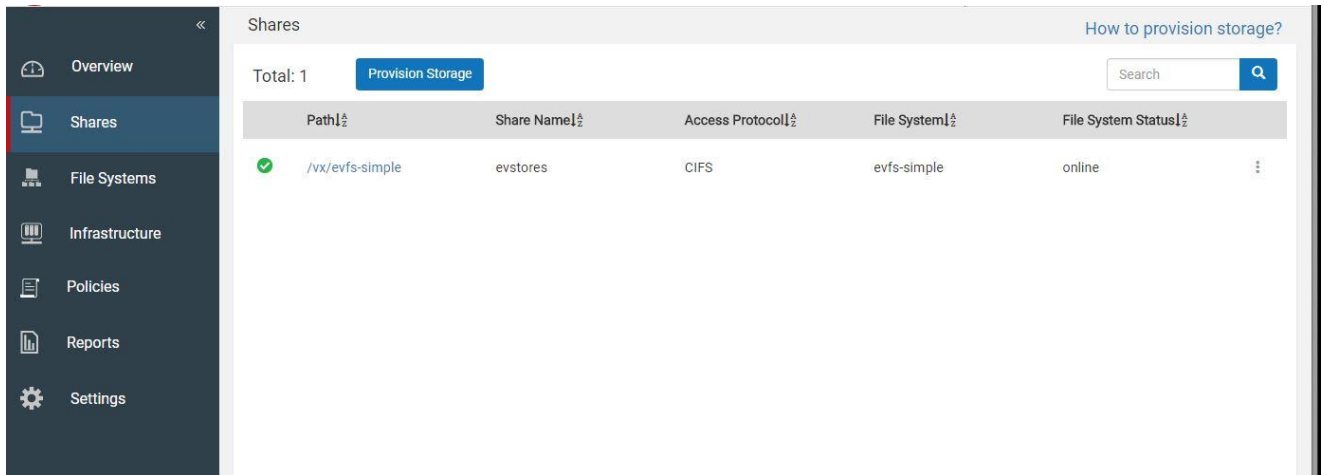 «
Shares
How to provision storage?
Overview
Total: 1 Provision Storage Search
Shares
Path Share Name Access Protocol File System File System Status
/vx/evfs-simple evstores CIFS evfs-simple online
File Systems
Infrastructure
Policies
Reports
Settings